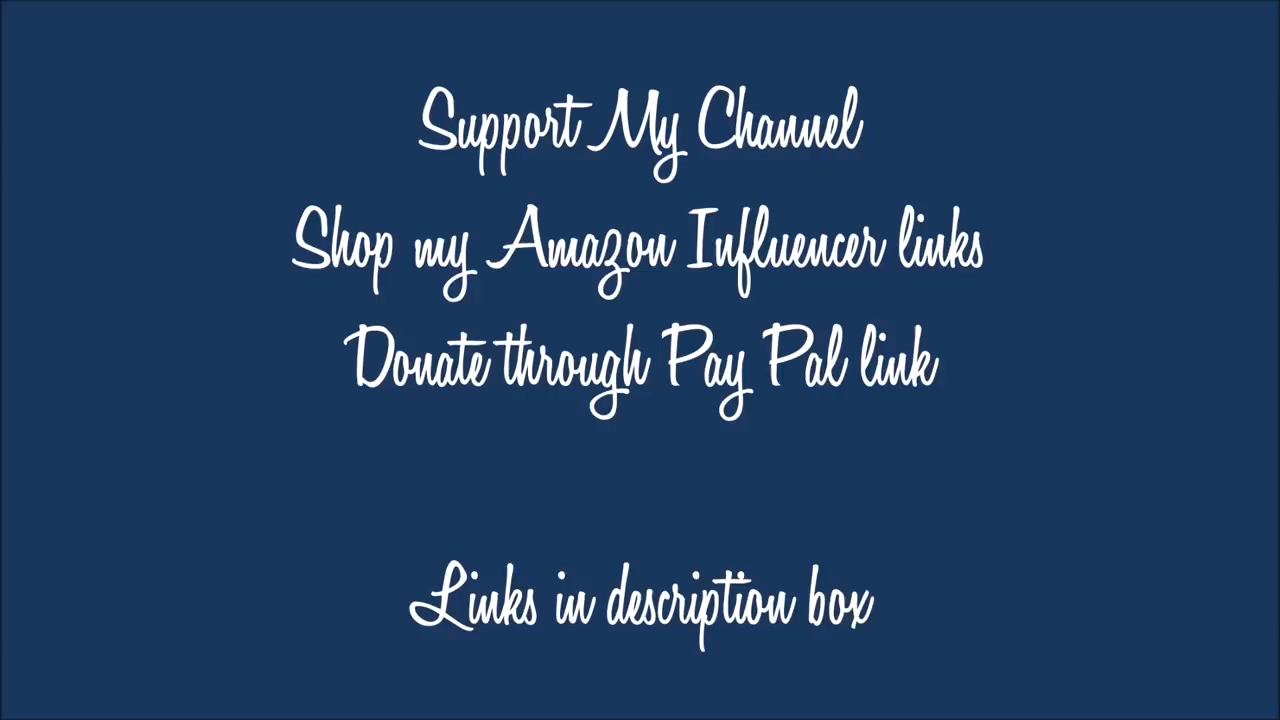 Support My Channel
Shop my Amazon Influencer links
Donate through Pay Pal link
Links in description box